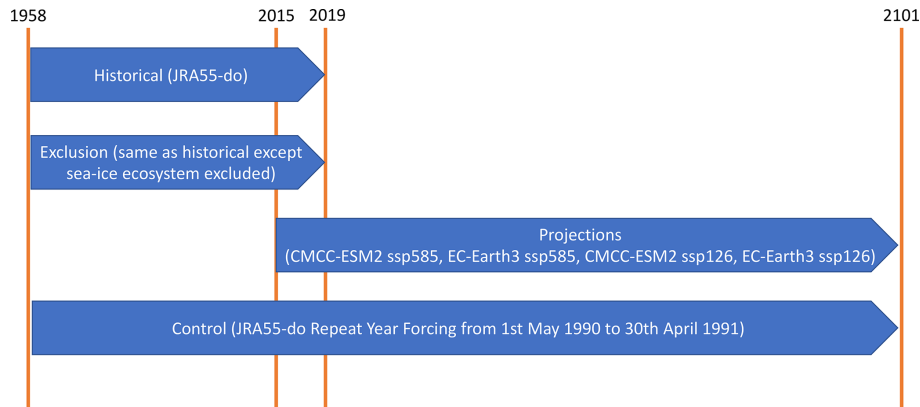 1958
2015
2019
2101
Historical (JRA55-do)
Exclusion (same as historical except
sea-ice ecosystem excluded)
Projections
(CMCC-ESM2 ssp585, EC-Earth3 ssp585, CMCC-ESM2 ssp126, EC-Earth3 ssp126)
Control (JRA55-do Repeat Year Forcing from 1st May 1990 to 30th April 1991)